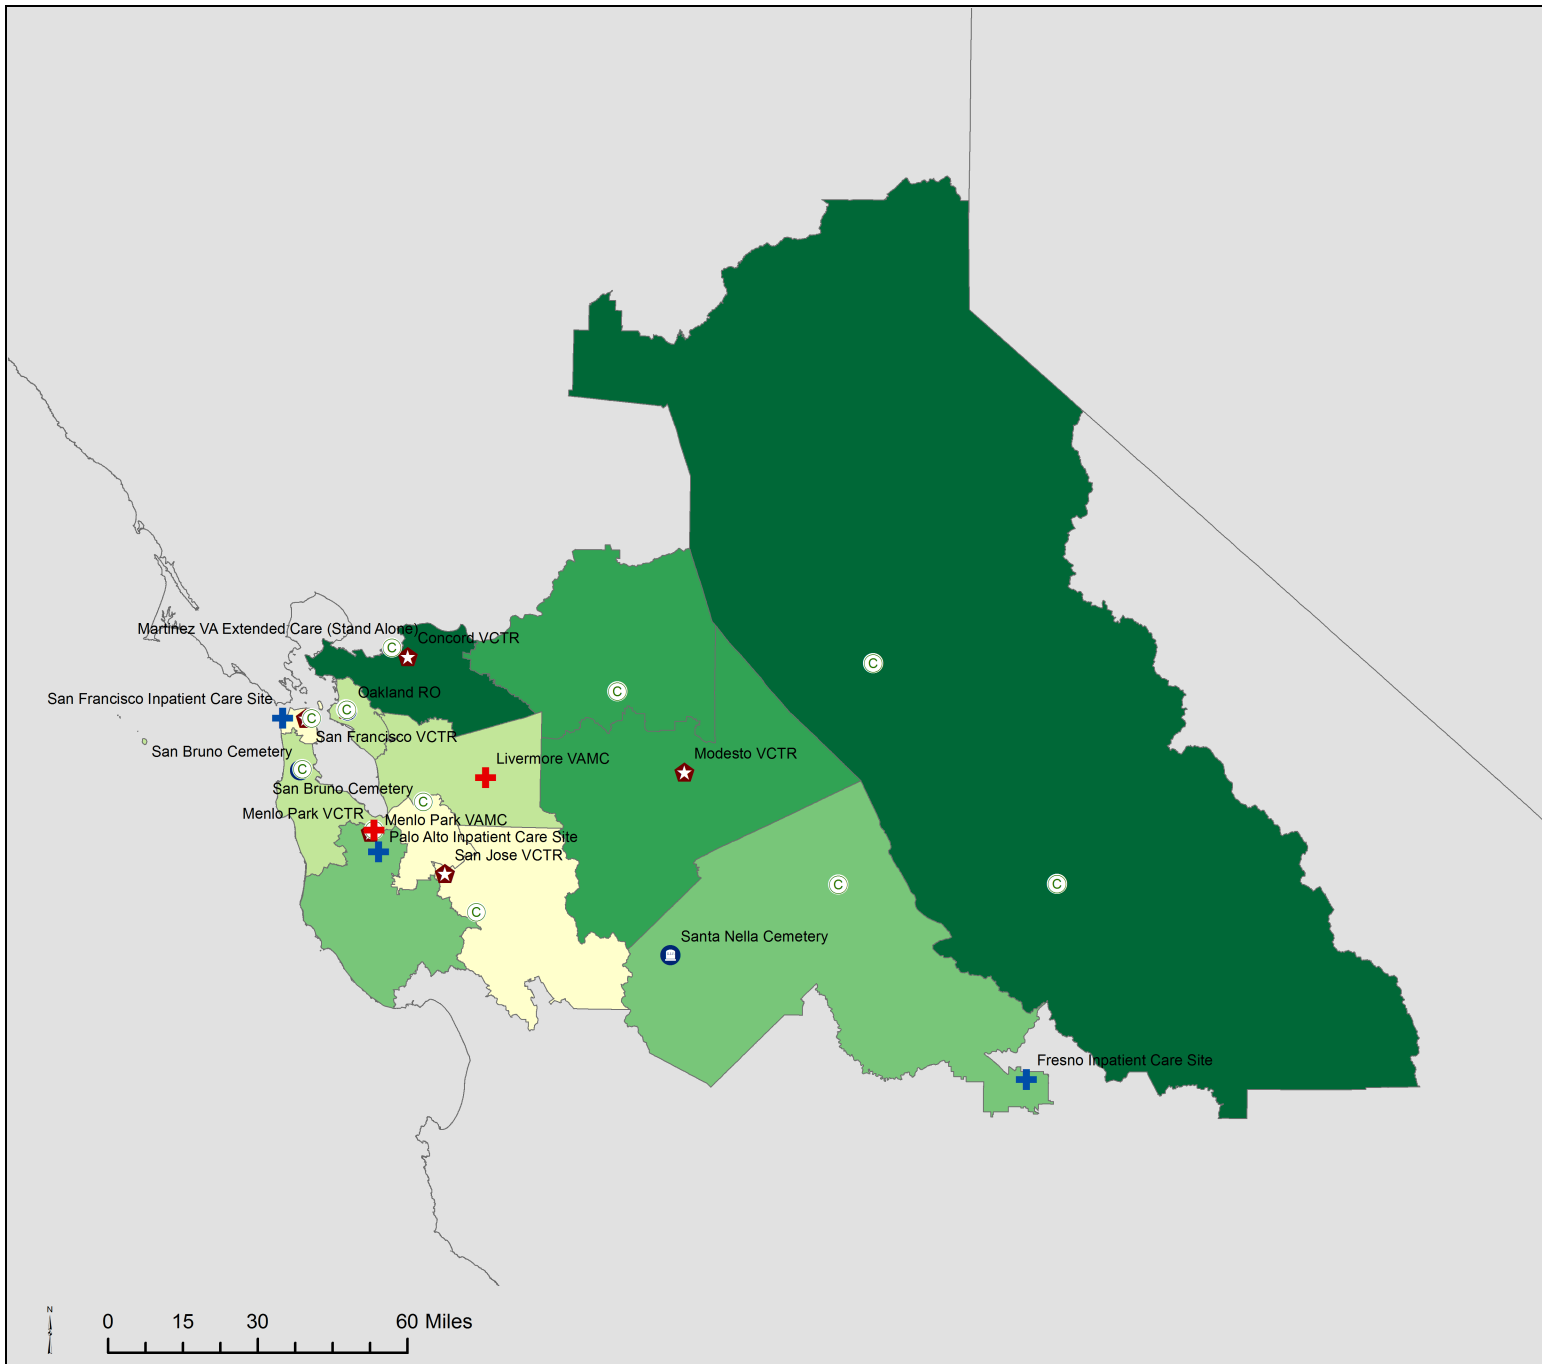 Martinez VA Extended Care (Stand Alone)
C
Concord VCTR
C
San Francisco Inpatient Care Site
Oakland RO
C
C
C
San Francisco VCTR
San Bruno Cemetery
C
Modesto VCTR
Livermore VAMC
San Bruno Cemetery
C
Menlo Park VCTR
Menlo Park VAMC
Palo Alto Inpatient Care Site
San Jose VCTR
C
C
C
Santa Nella Cemetery
Fresno Inpatient Care Site
N
S
0 15 30 60 Miles